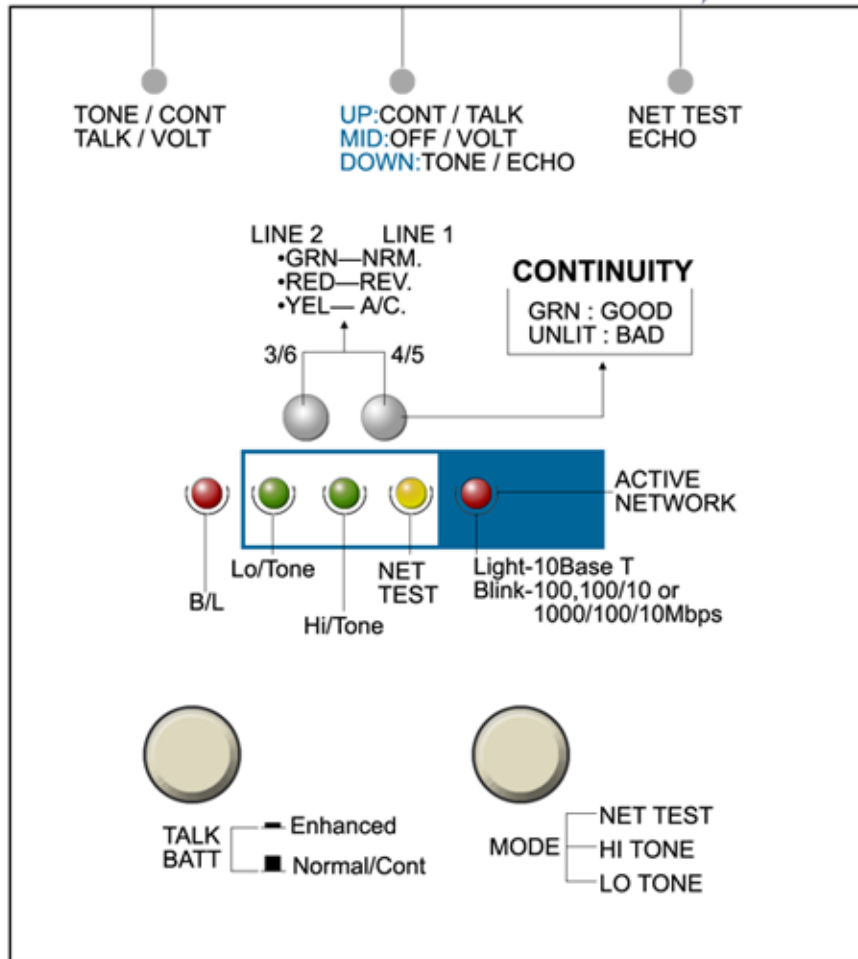 TONE / CONT
TALK / VOLT
UP:CONT / TALK
MID:OFF / VOLT
DOWN:TONE / ECHO
NET TEST
ECHO
LINE 2 LINE 1
•GRN—NRM.
•RED—REV.
•YEL— A/C.
3/6 4/5
CONTINUITY
GRN : GOOD
UNLIT : BAD
ACTIVE
NETWORK
B/L
Lo/Tone
Hi/Tone
NET
TEST
Light-10Base T
Blink-100,100/10 or
1000/100/10Mbps
TALK
BATT
Enhanced
Normal/Cont
MODE
NET TEST
HI TONE
LO TONE